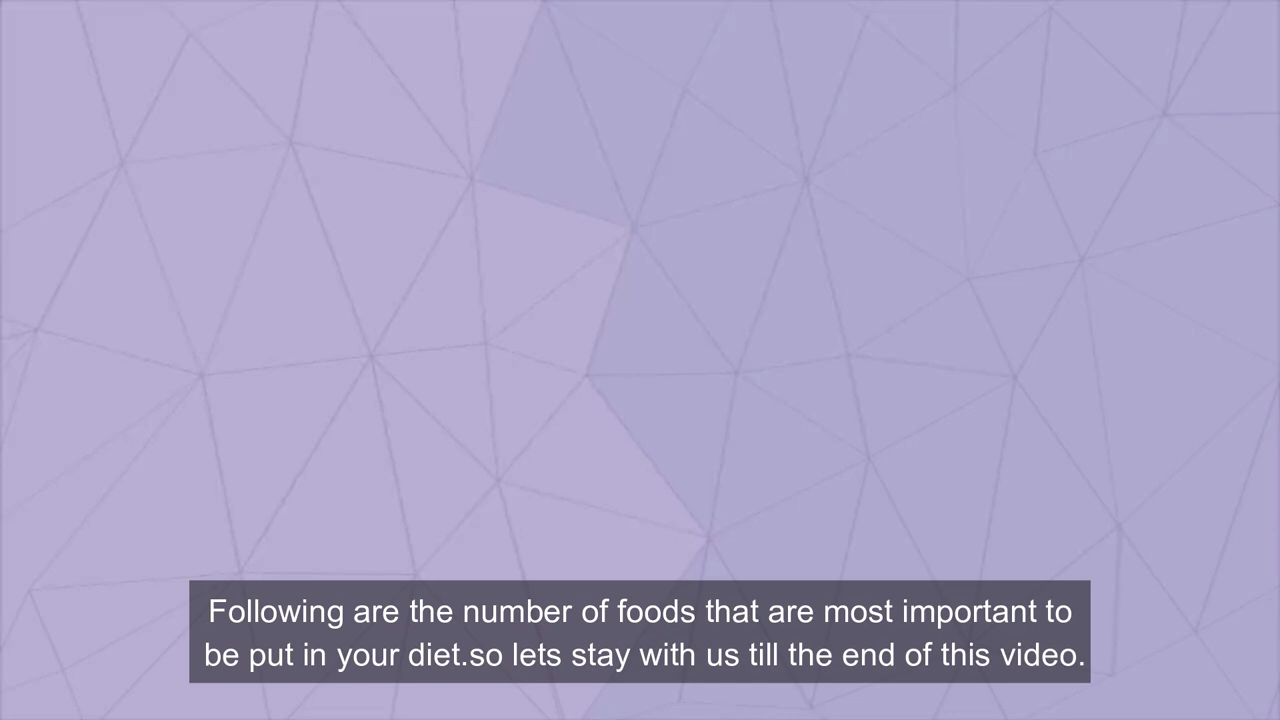 Following are the number of foods that are most important to
be put in your diet.so lets stay with us till the end of this video.